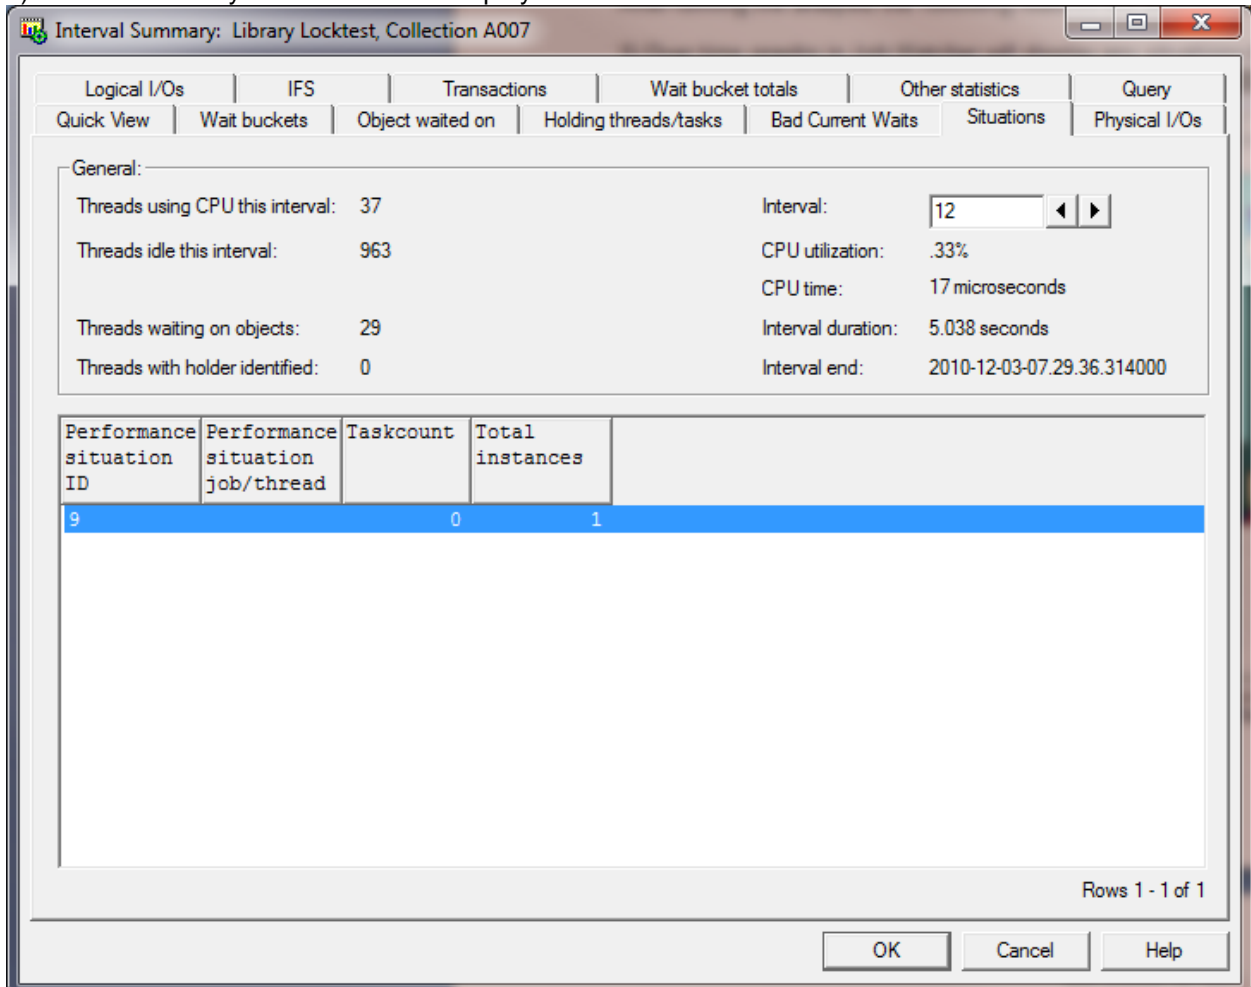 Interval Summary: Library Locktest, Collection A007
Logical I/Os IFS Transactions Wait bucket totals Other statistics Query
Quick View Wait buckets Object waited on Holding threads/tasks Bad Current Waits Situations Physical I/Os
General:
Threads using CPU this interval: 37 Interval: 12
Threads idle this interval: 963 CPU utilization: .33%
CPU time: 17 microseconds
Threads waiting on objects: 29 Interval duration: 5.038 seconds
Threads with holder identified: 0 Interval end: 2010-12-03-07.29.36.314000
Performance Performance Taskcount Total
situation situation instances
ID job/thread
9 0 1
Rows 1 - 1 of 1
OK Cancel Help